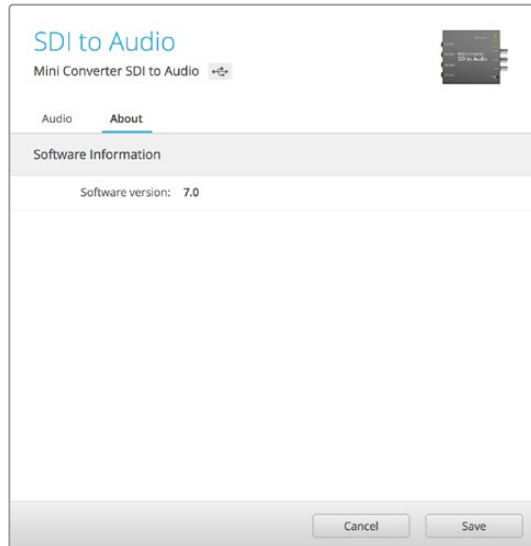 SDI to Audio
Mini Converter SDI to Audio
Audio About
Software Information
Software version: 7.0
Cancel Save